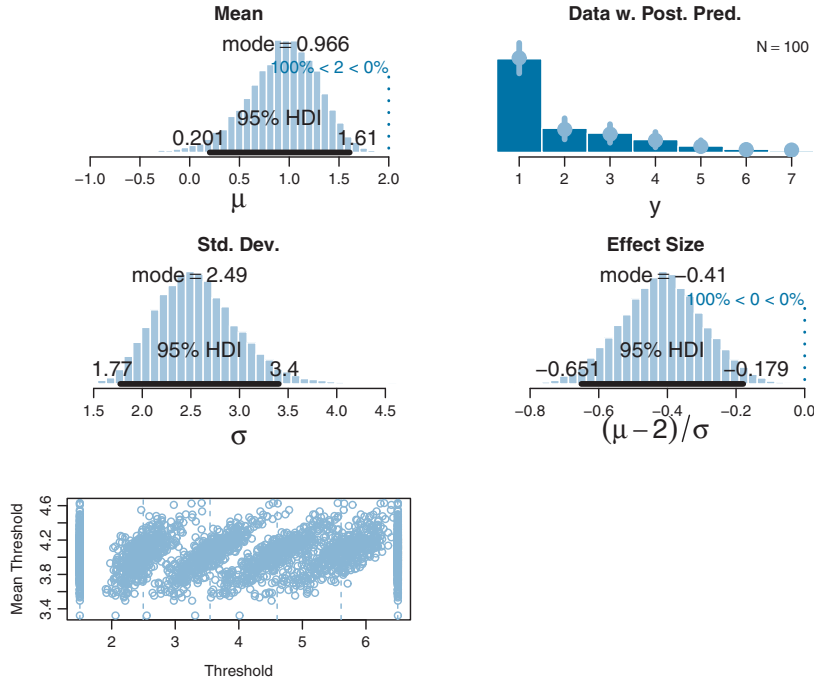 Mean
mode = 0.966
100% < 2 < 0%
95% HDI
0.201 1.61
−1.0 −0.5 0.0 0.5 1.0 1.5 2.0
μ
Data w. Post. Pred.
N = 100
1 2 3 4 5 6 7
y
Std. Dev.
mode = 2.49
95% HDI
1.77 3.4
1.5 2.0 2.5 3.0 3.5 4.0 4.5
σ
Effect Size
mode = −0.41
100% < 0 < 0%
95% HDI
−0.651 −0.179
−0.8 −0.6 −0.4 −0.2 0.0
(μ − 2)/σ
Mean Threshold
3.4 3.8 4.2 4.6
2 3 4 5 6
Threshold